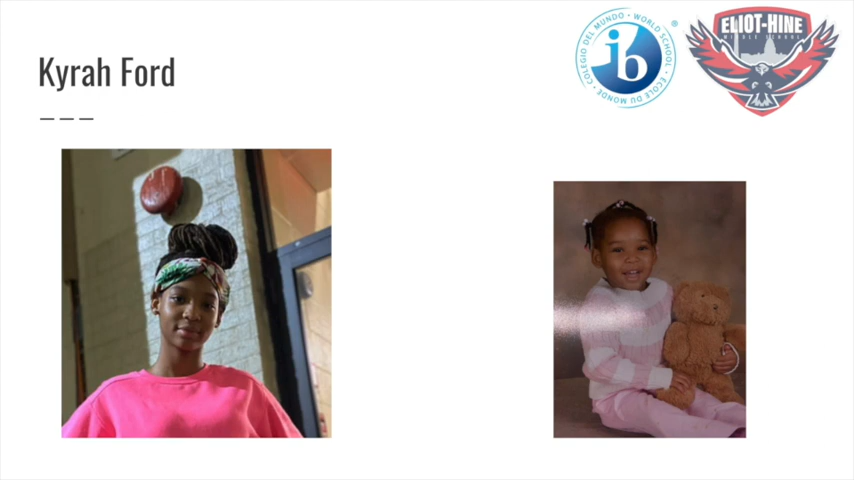 Kyrah Ford
COLEGIO DEL MUNDO · WORLD SCHOOL · ÉCOLE DU MONDE ·
ib
®
ELIOT-HINE
MIDDLE SCHOOL